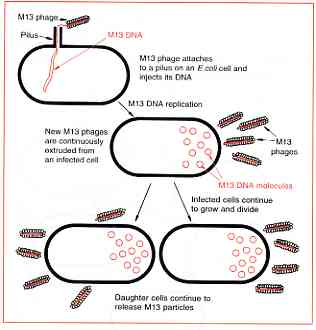 M13 phage
Pilus
M13 DNA
M13 phage attaches
to a pilus on an E.coli cell and
injects its DNA
M13 DNA replication
New M13 phages
are continuously
extruded from
an infected cell
M13
phages
M13 DNA molecules
Infected cells continue
to grow and divide
Daughter cells continue to
release M13 particles